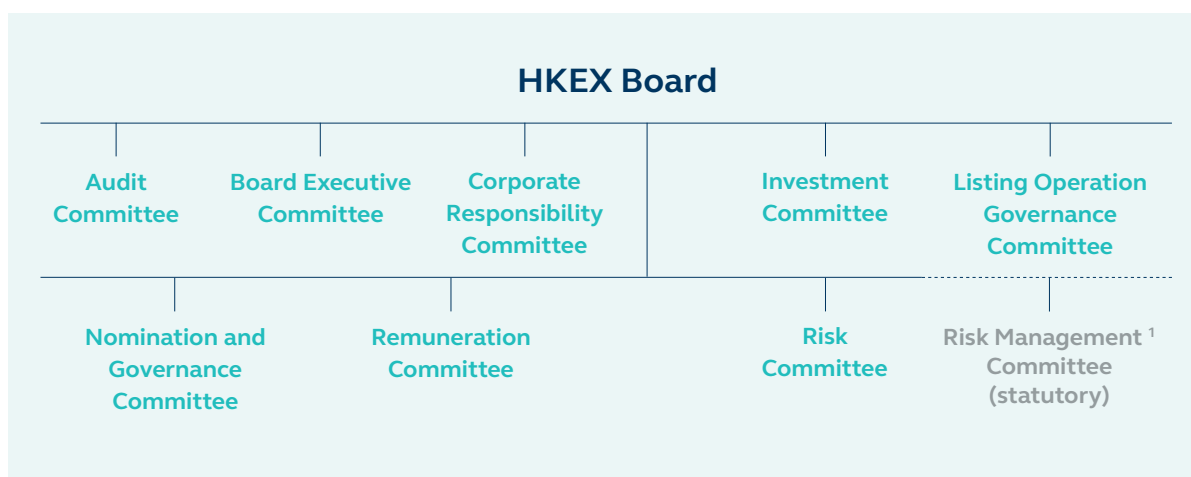 HKEX Board
Audit
Committee
Board Executive
Committee
Corporate
Responsibility
Committee
Investment
Committee
Listing Operation
Governance
Committee
Nomination and
Governance
Committee
Remuneration
Committee
Risk
Committee
Risk Management ¹
Committee
(statutory)